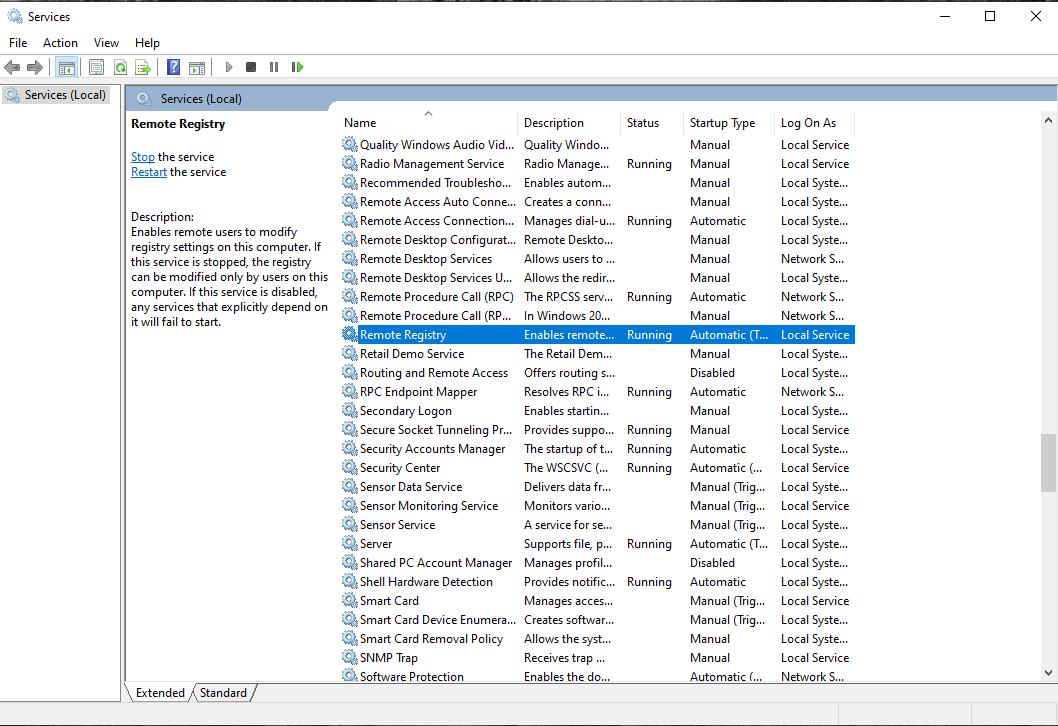 Services
File Action View Help
Services (Local)
Services (Local)
Remote Registry
Stop the service
Restart the service
Description:
Enables remote users to modify
registry settings on this computer. If
this service is stopped, the registry
can be modified only by users on this
computer. If this service is disabled,
any services that explicitly depend on
it will fail to start.
Name Description Status Startup Type Log On As
Quality Windows Audio Vid... Quality Windo... Manual Local Service
Radio Management Service Radio Manage... Running Manual Local Service
Recommended Troublesho... Enables autom... Manual Local Syste...
Remote Access Auto Conne... Creates a conn... Manual Local Syste...
Remote Access Connection... Manages dial-u... Running Automatic Local Syste...
Remote Desktop Configurat... Remote Deskto... Manual Local Syste...
Remote Desktop Services Allows users to ... Manual Network S...
Remote Desktop Services U... Allows the redir... Manual Local Syste...
Remote Procedure Call (RPC) The RPCSS serv... Running Automatic Network S...
Remote Procedure Call (RP... In Windows 20... Manual Network S...
Remote Registry Enables remote... Running Automatic (T... Local Service
Retail Demo Service The Retail Dem... Manual Local Syste...
Routing and Remote Access Offers routing s... Disabled Local Syste...
RPC Endpoint Mapper Resolves RPC i... Running Automatic Network S...
Secondary Logon Enables startin... Manual Local Syste...
Secure Socket Tunneling Pr... Provides suppo... Running Manual Local Service
Security Accounts Manager The startup of t... Running Automatic Local Syste...
Security Center The WSCSVC (... Running Automatic (... Local Service
Sensor Data Service Delivers data fr... Manual (Trig... Local Syste...
Sensor Monitoring Service Monitors vario... Manual (Trig... Local Service
Sensor Service A service for se... Manual (Trig... Local Syste...
Server Supports file, p... Running Automatic (T... Local Syste...
Shared PC Account Manager Manages profil... Disabled Local Syste...
Shell Hardware Detection Provides notific... Running Automatic Local Syste...
Smart Card Manages acces... Manual (Trig... Local Service
Smart Card Device Enumera... Creates softwar... Manual (Trig... Local Syste...
Smart Card Removal Policy Allows the syst... Manual Local Syste...
SNMP Trap Receives trap ... Manual Local Service
Software Protection Enables the do... Automatic (... Network S...
Extended Standard